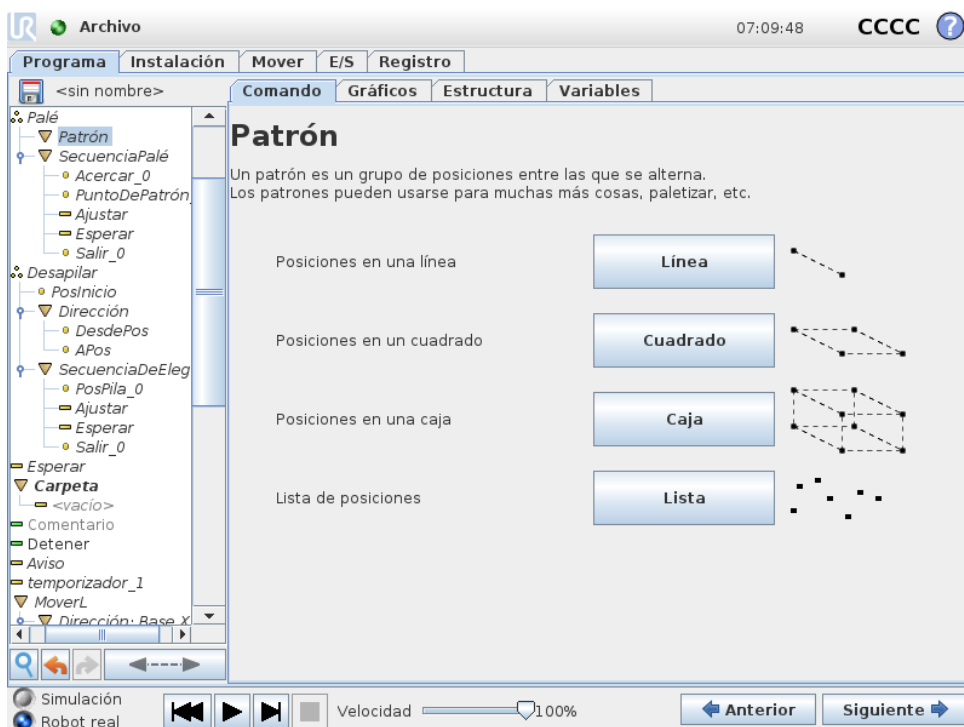 UR Archivo 07:09:48 CCCC ?
Programa Instalación Mover E/S Registro
<sin nombre>
Comando Gráficos Estructura Variables
Palé
Patrón
SecuenciaPalé
Acercar_0
PuntoDePatrón_
Ajustar
Esperar
Salir_0
Desapilar
PosInicio
Dirección
DesdePos
APos
SecuenciaDeEleg
PosPila_0
Ajustar
Esperar
Salir_0
Esperar
Carpeta
<vacío>
Comentario
Detener
Aviso
temporizador_1
MoverL
Dirección: Base X
Patrón
Un patrón es un grupo de posiciones entre las que se alterna.
Los patrones pueden usarse para muchas más cosas, paletizar, etc.
Posiciones en una línea Línea
Posiciones en un cuadrado Cuadrado
Posiciones en una caja Caja
Lista de posiciones Lista
Simulación
Robot real
Velocidad 100%
Anterior Siguiente